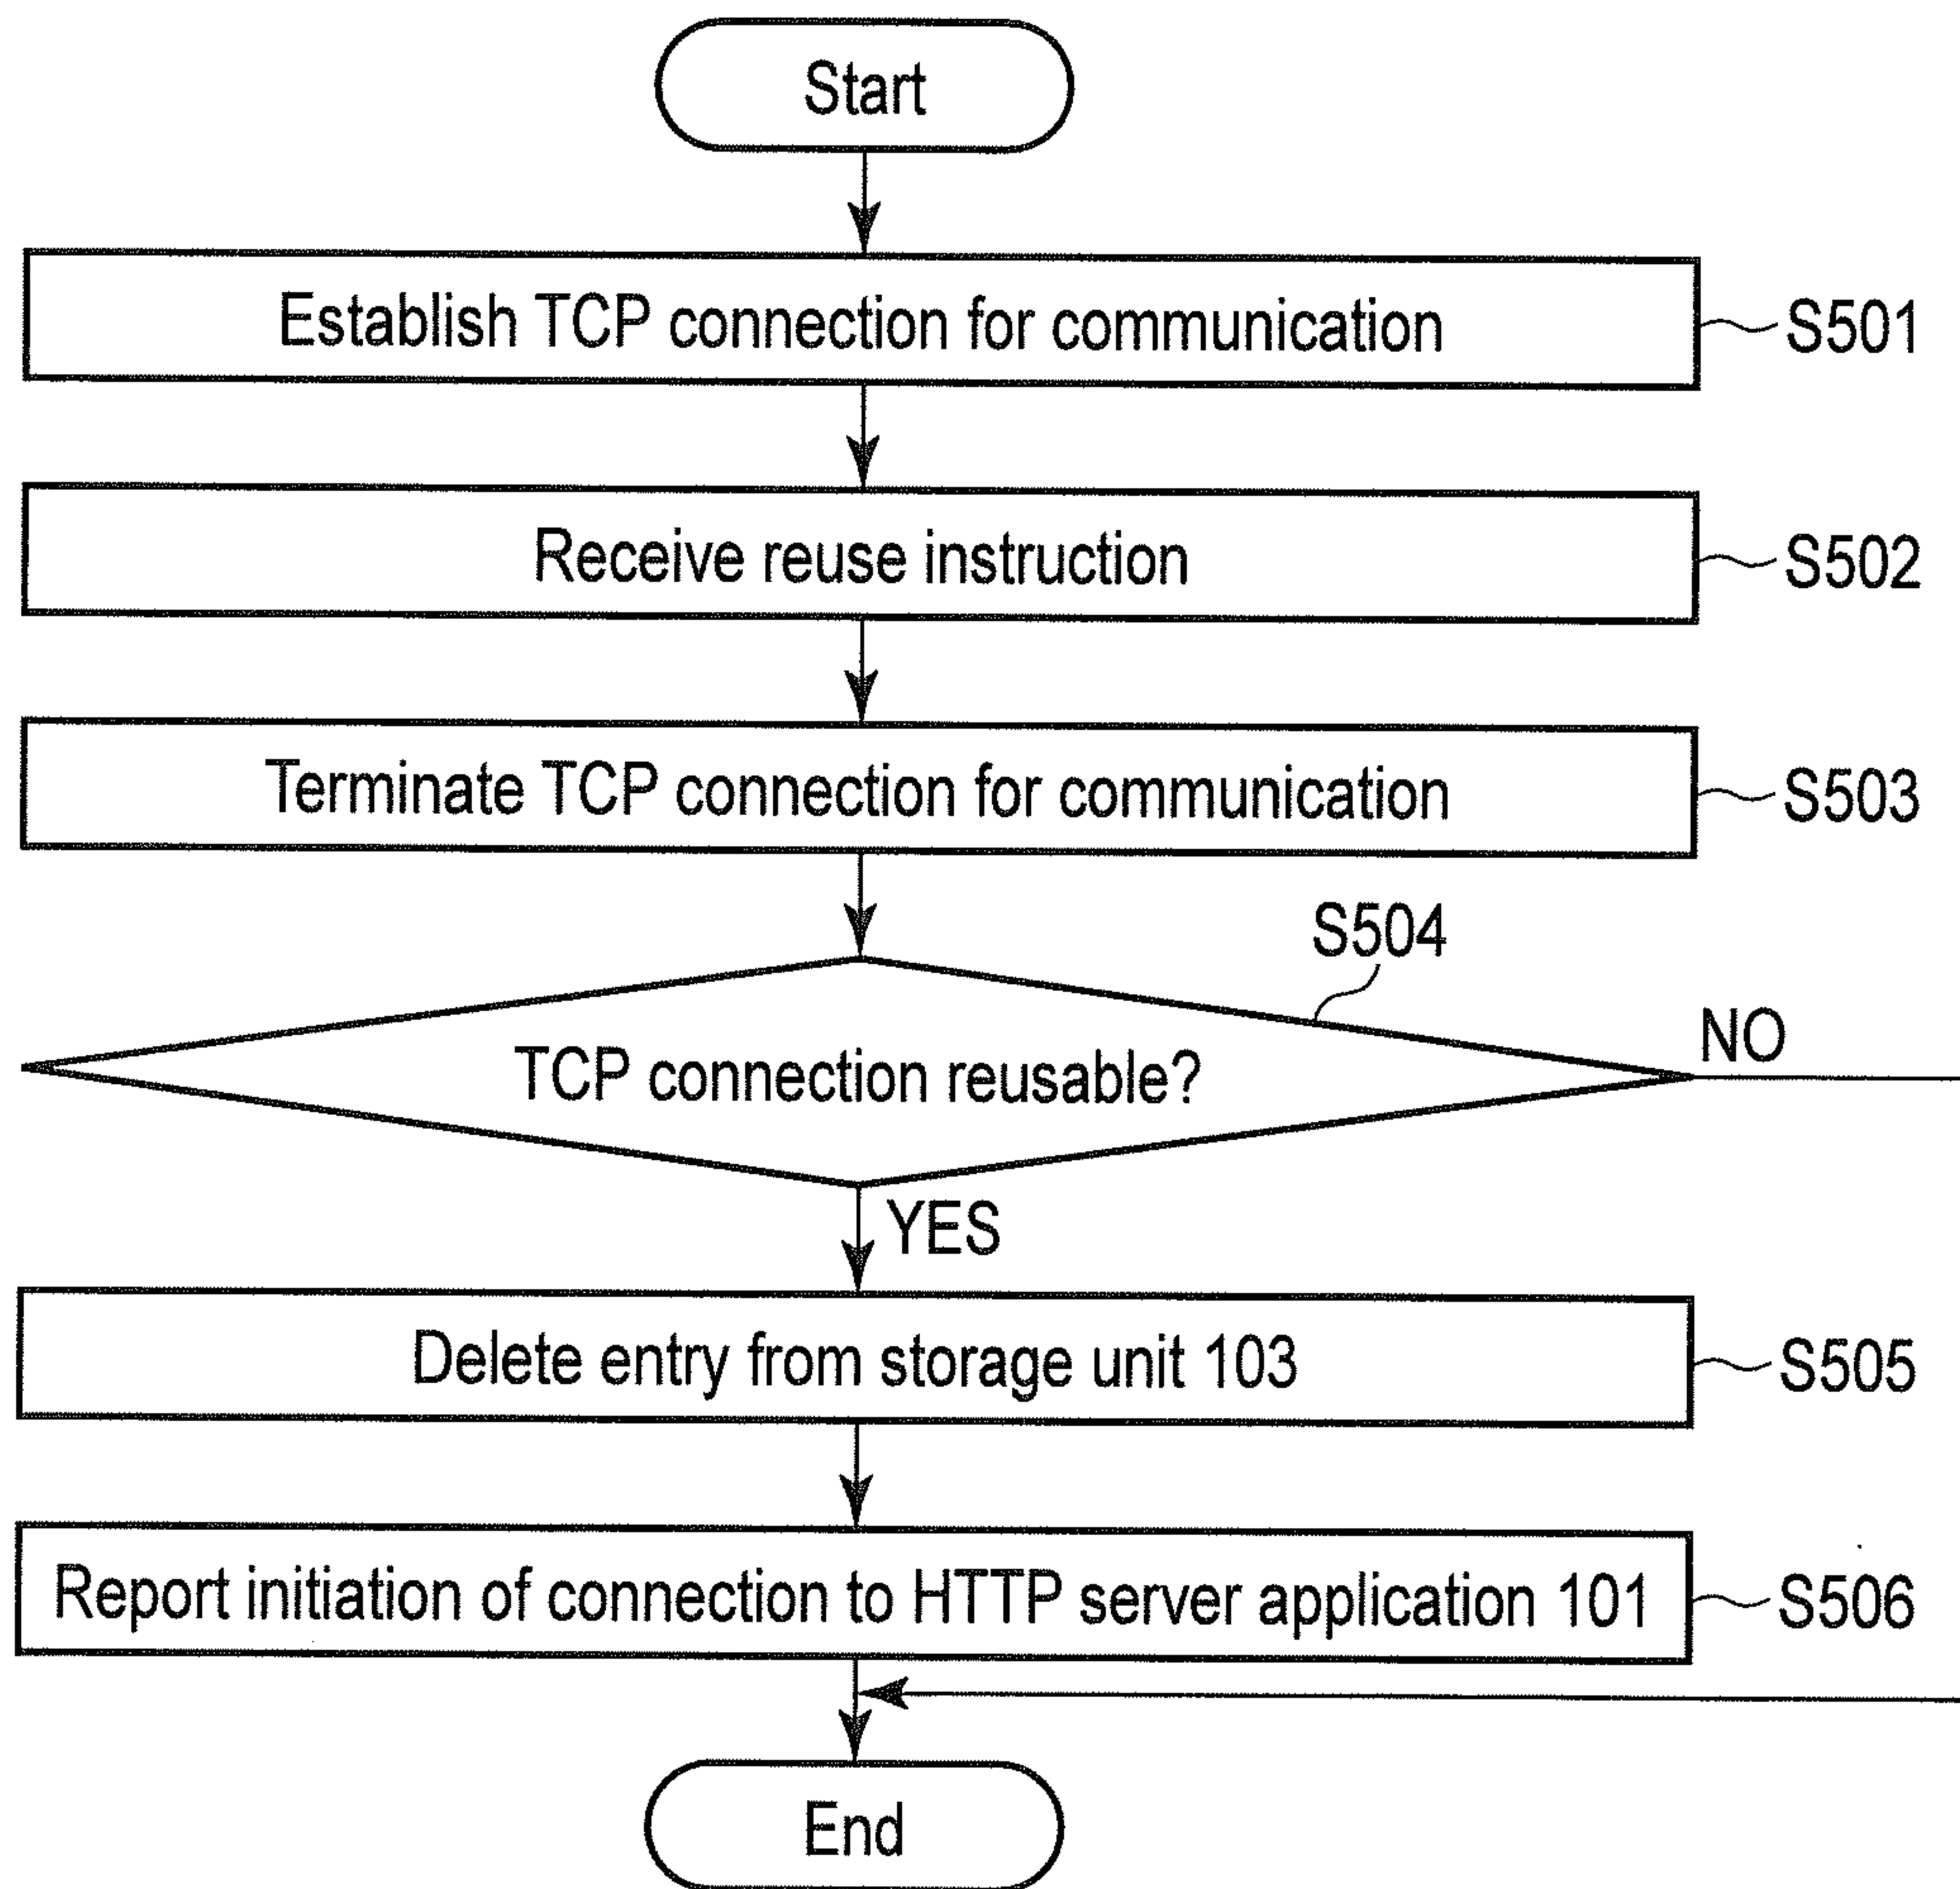 Start
Establish TCP connection for communication
S501
Receive reuse instruction
S502
Terminate TCP connection for communication
S503
S504
TCP connection reusable?
NO
YES
Delete entry from storage unit 103
S505
Report initiation of connection to HTTP server application 101
S506
End